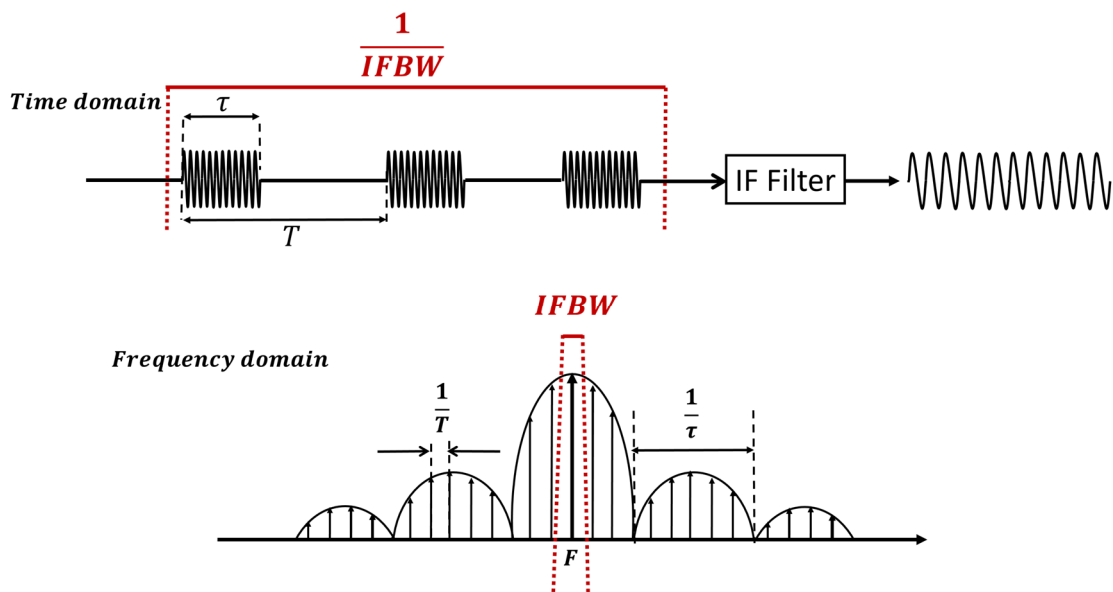 1
IFBW
Time domain
τ
IF Filter
T
IFBW
Frequency domain
1
T
1
τ
F